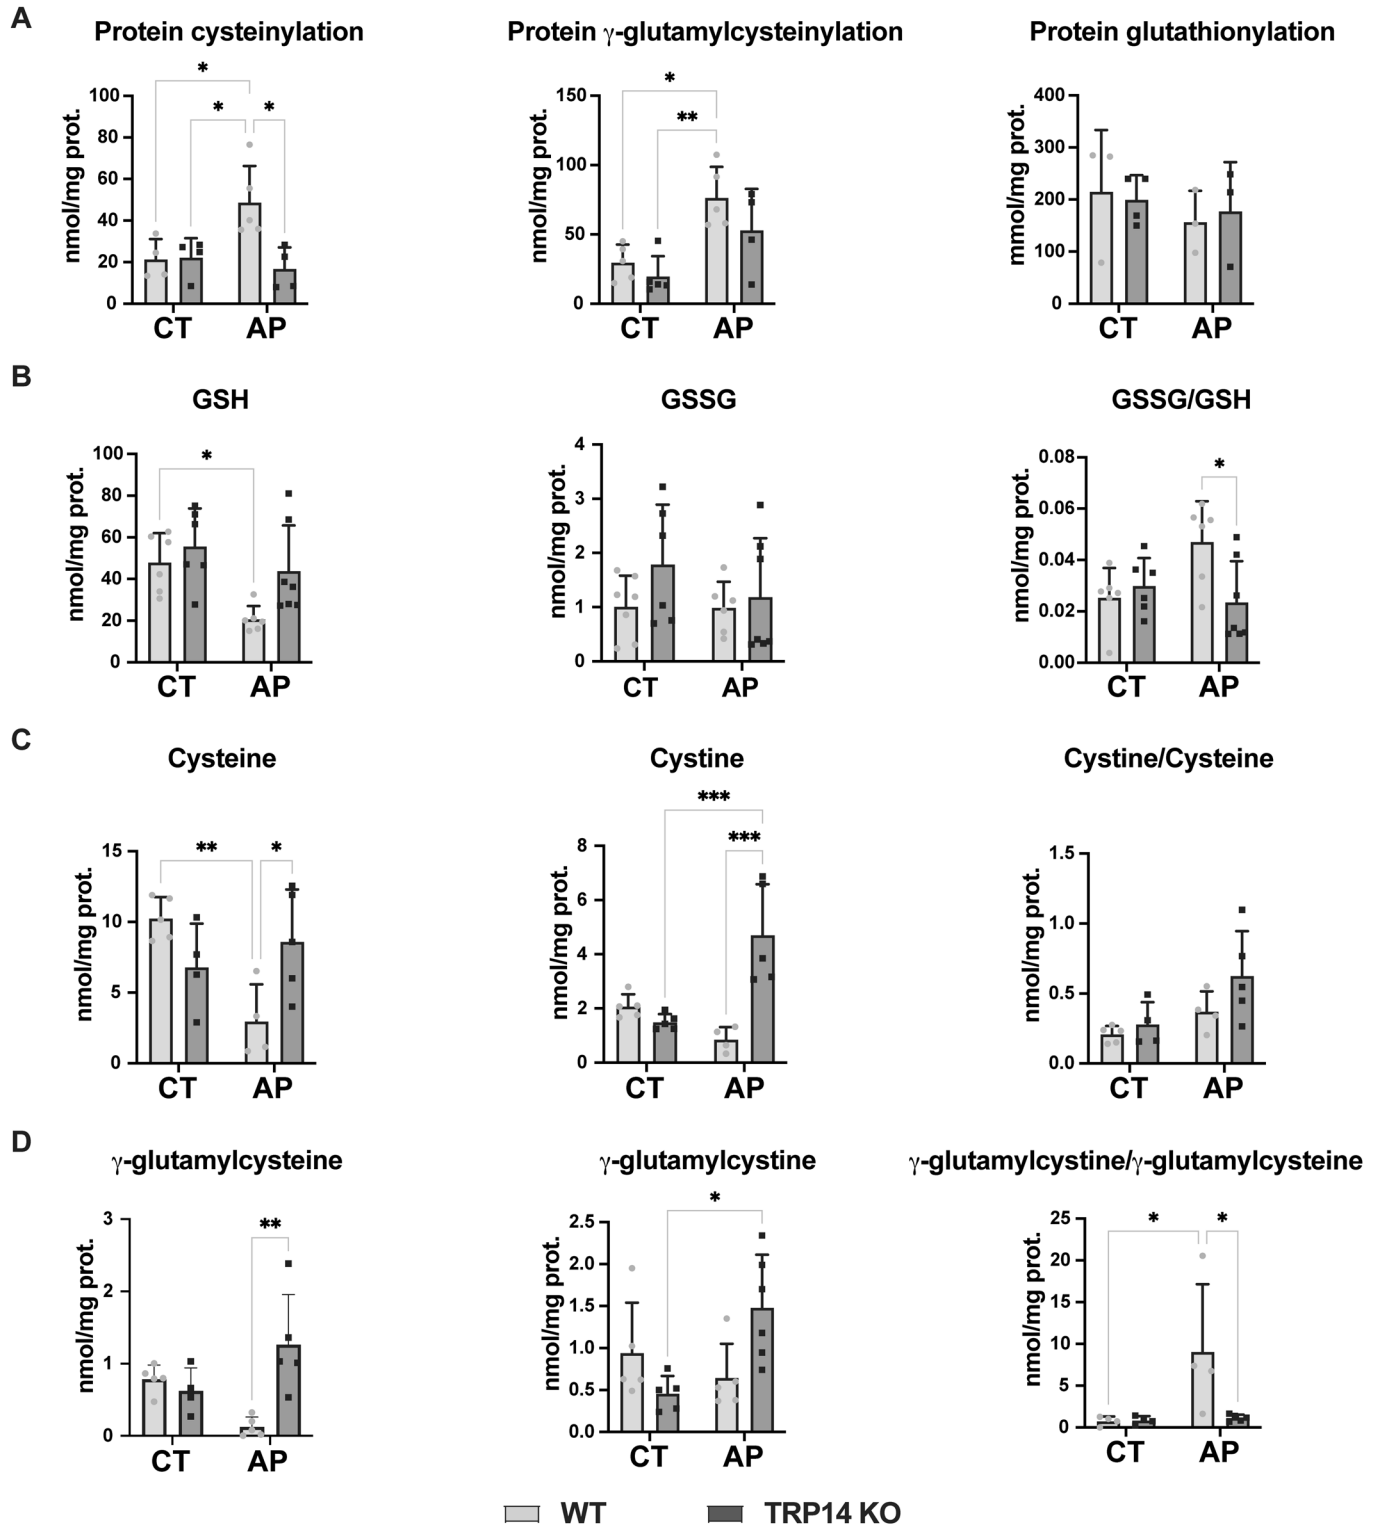 A
Protein cysteinylation
Protein γ-glutamylcysteinylation
Protein glutathionylation
nmol/mg prot.
100
80
60
40
20
0
*
*
*
CT
AP
nmol/mg prot.
150
100
50
0
*
**
CT
AP
mmol/mg prot.
400
300
200
100
0
CT
AP
B
GSH
GSSG
GSSG/GSH
nmol/mg prot.
100
80
60
40
20
0
*
CT
AP
nmol/mg prot.
4
3
2
1
0
CT
AP
nmol/mg prot.
0.08
0.06
0.04
0.02
0.00
*
CT
AP
C
Cysteine
Cystine
Cystine/Cysteine
nmol/mg prot.
15
10
5
0
**
*
CT
AP
nmol/mg prot.
8
6
4
2
0
***
***
CT
AP
nmol/mg prot.
1.5
1.0
0.5
0.0
CT
AP
D
γ-glutamylcysteine
γ-glutamylcystine
γ-glutamylcystine/γ-glutamylcysteine
nmol/mg prot.
3
2
1
0
**
CT
AP
nmol/mg prot.
2.5
2.0
1.5
1.0
0.5
0.0
*
CT
AP
nmol/mg prot.
25
20
15
10
5
0
*
*
CT
AP
WT
TRP14 KO